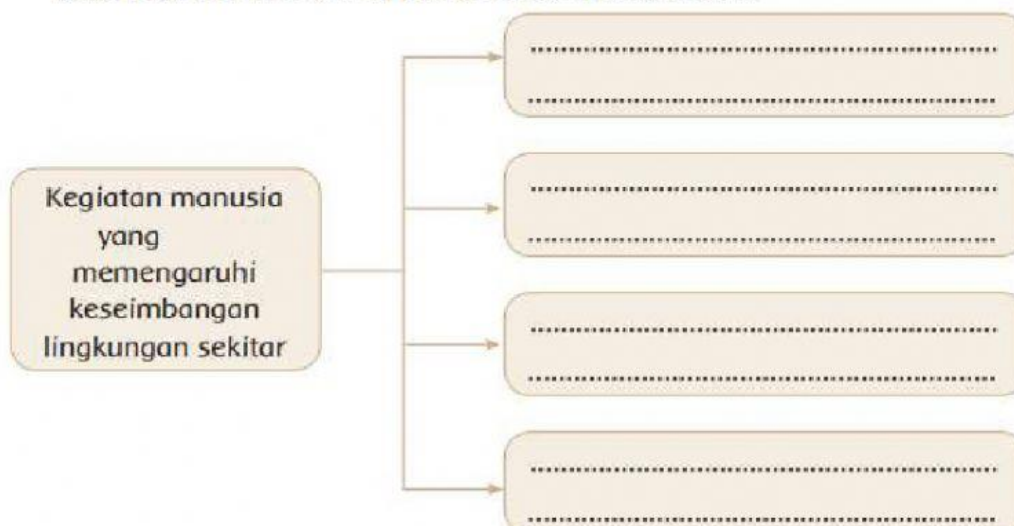 Kegiatan manusia
yang
memengaruhi
keseimbangan
lingkungan sekitar